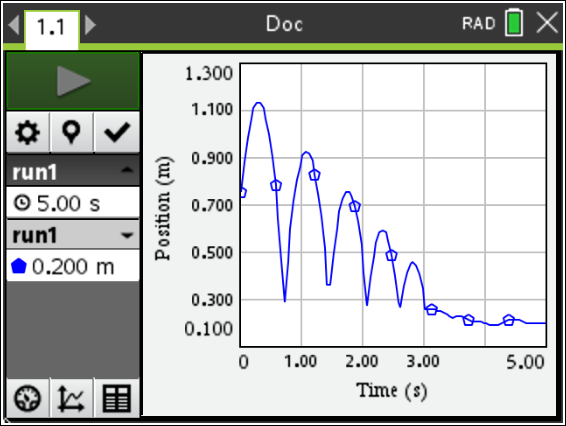 1.1 Doc RAD
run1
5.00 s
run1
0.200 m
Position (m)
1.300
1.100
0.900
0.700
0.500
0.300
0.100
0 1.00 2.00 3.00 5.00
Time (s)